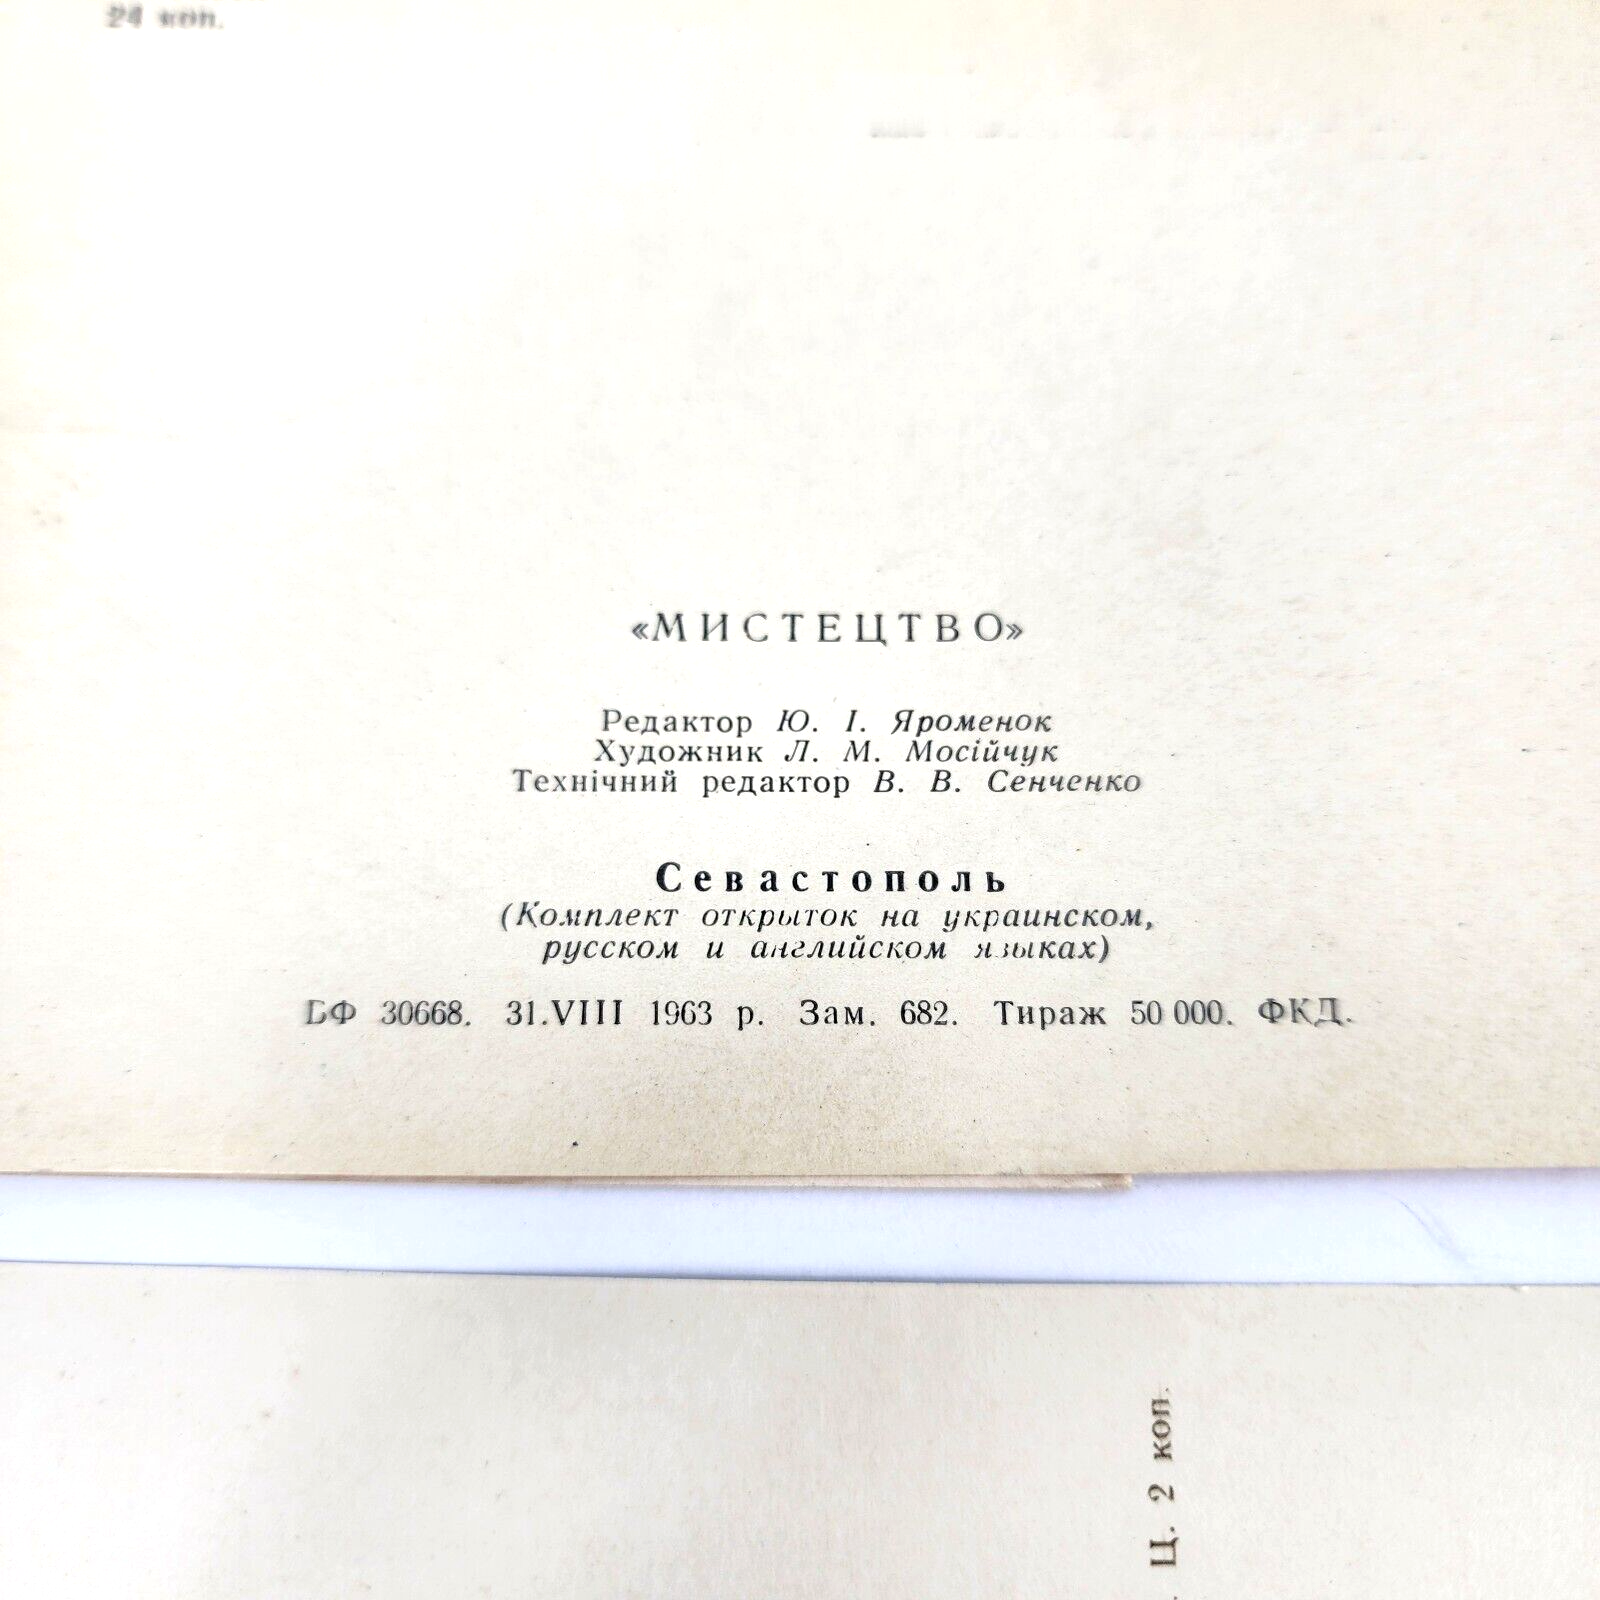 24 коп.
«МИСТЕЦТВО»
Редактор Ю. І. Яроменок
Художник Л. М. Мосійчук
Технічний редактор В. В. Сенченко
Севастополь
(Комплект открыток на украинском,
русском и английском языках)
БФ 30668. 31.VIII 1963 р. Зам. 682. Тираж 50 000. ФКД.
Ц. 2 коп.